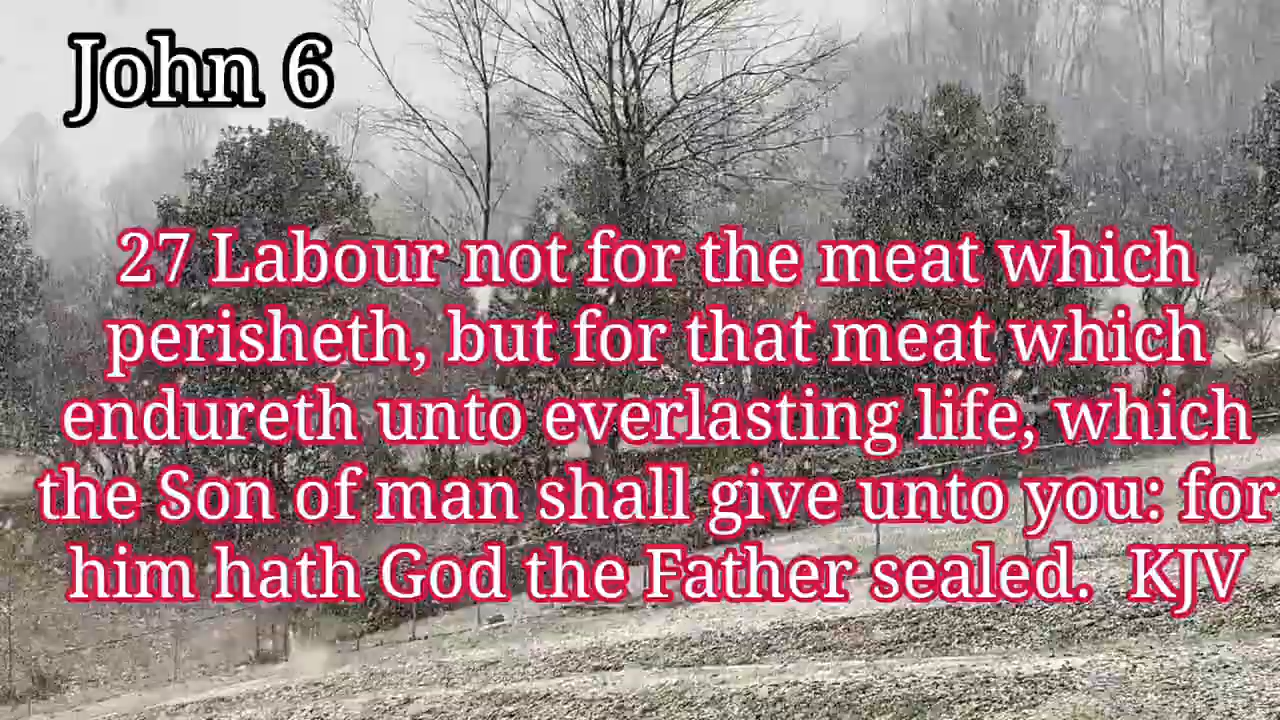 John 6
27 Labour not for the meat which
perisheth, but for that meat which
endureth unto everlasting life, which
the Son of man shall give unto you: for
him hath God the Father sealed.  KJV